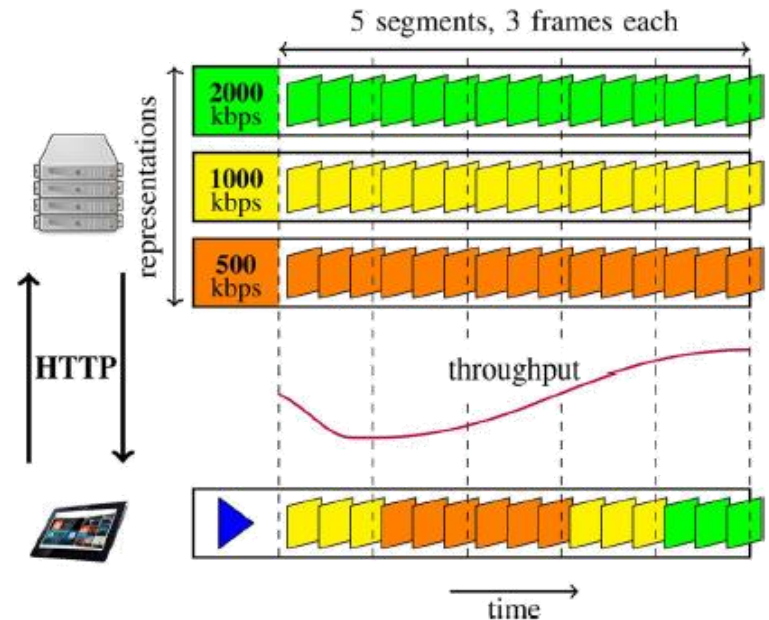 5 segments, 3 frames each
representations
2000
kbps
1000
kbps
500
kbps
HTTP
throughput
time